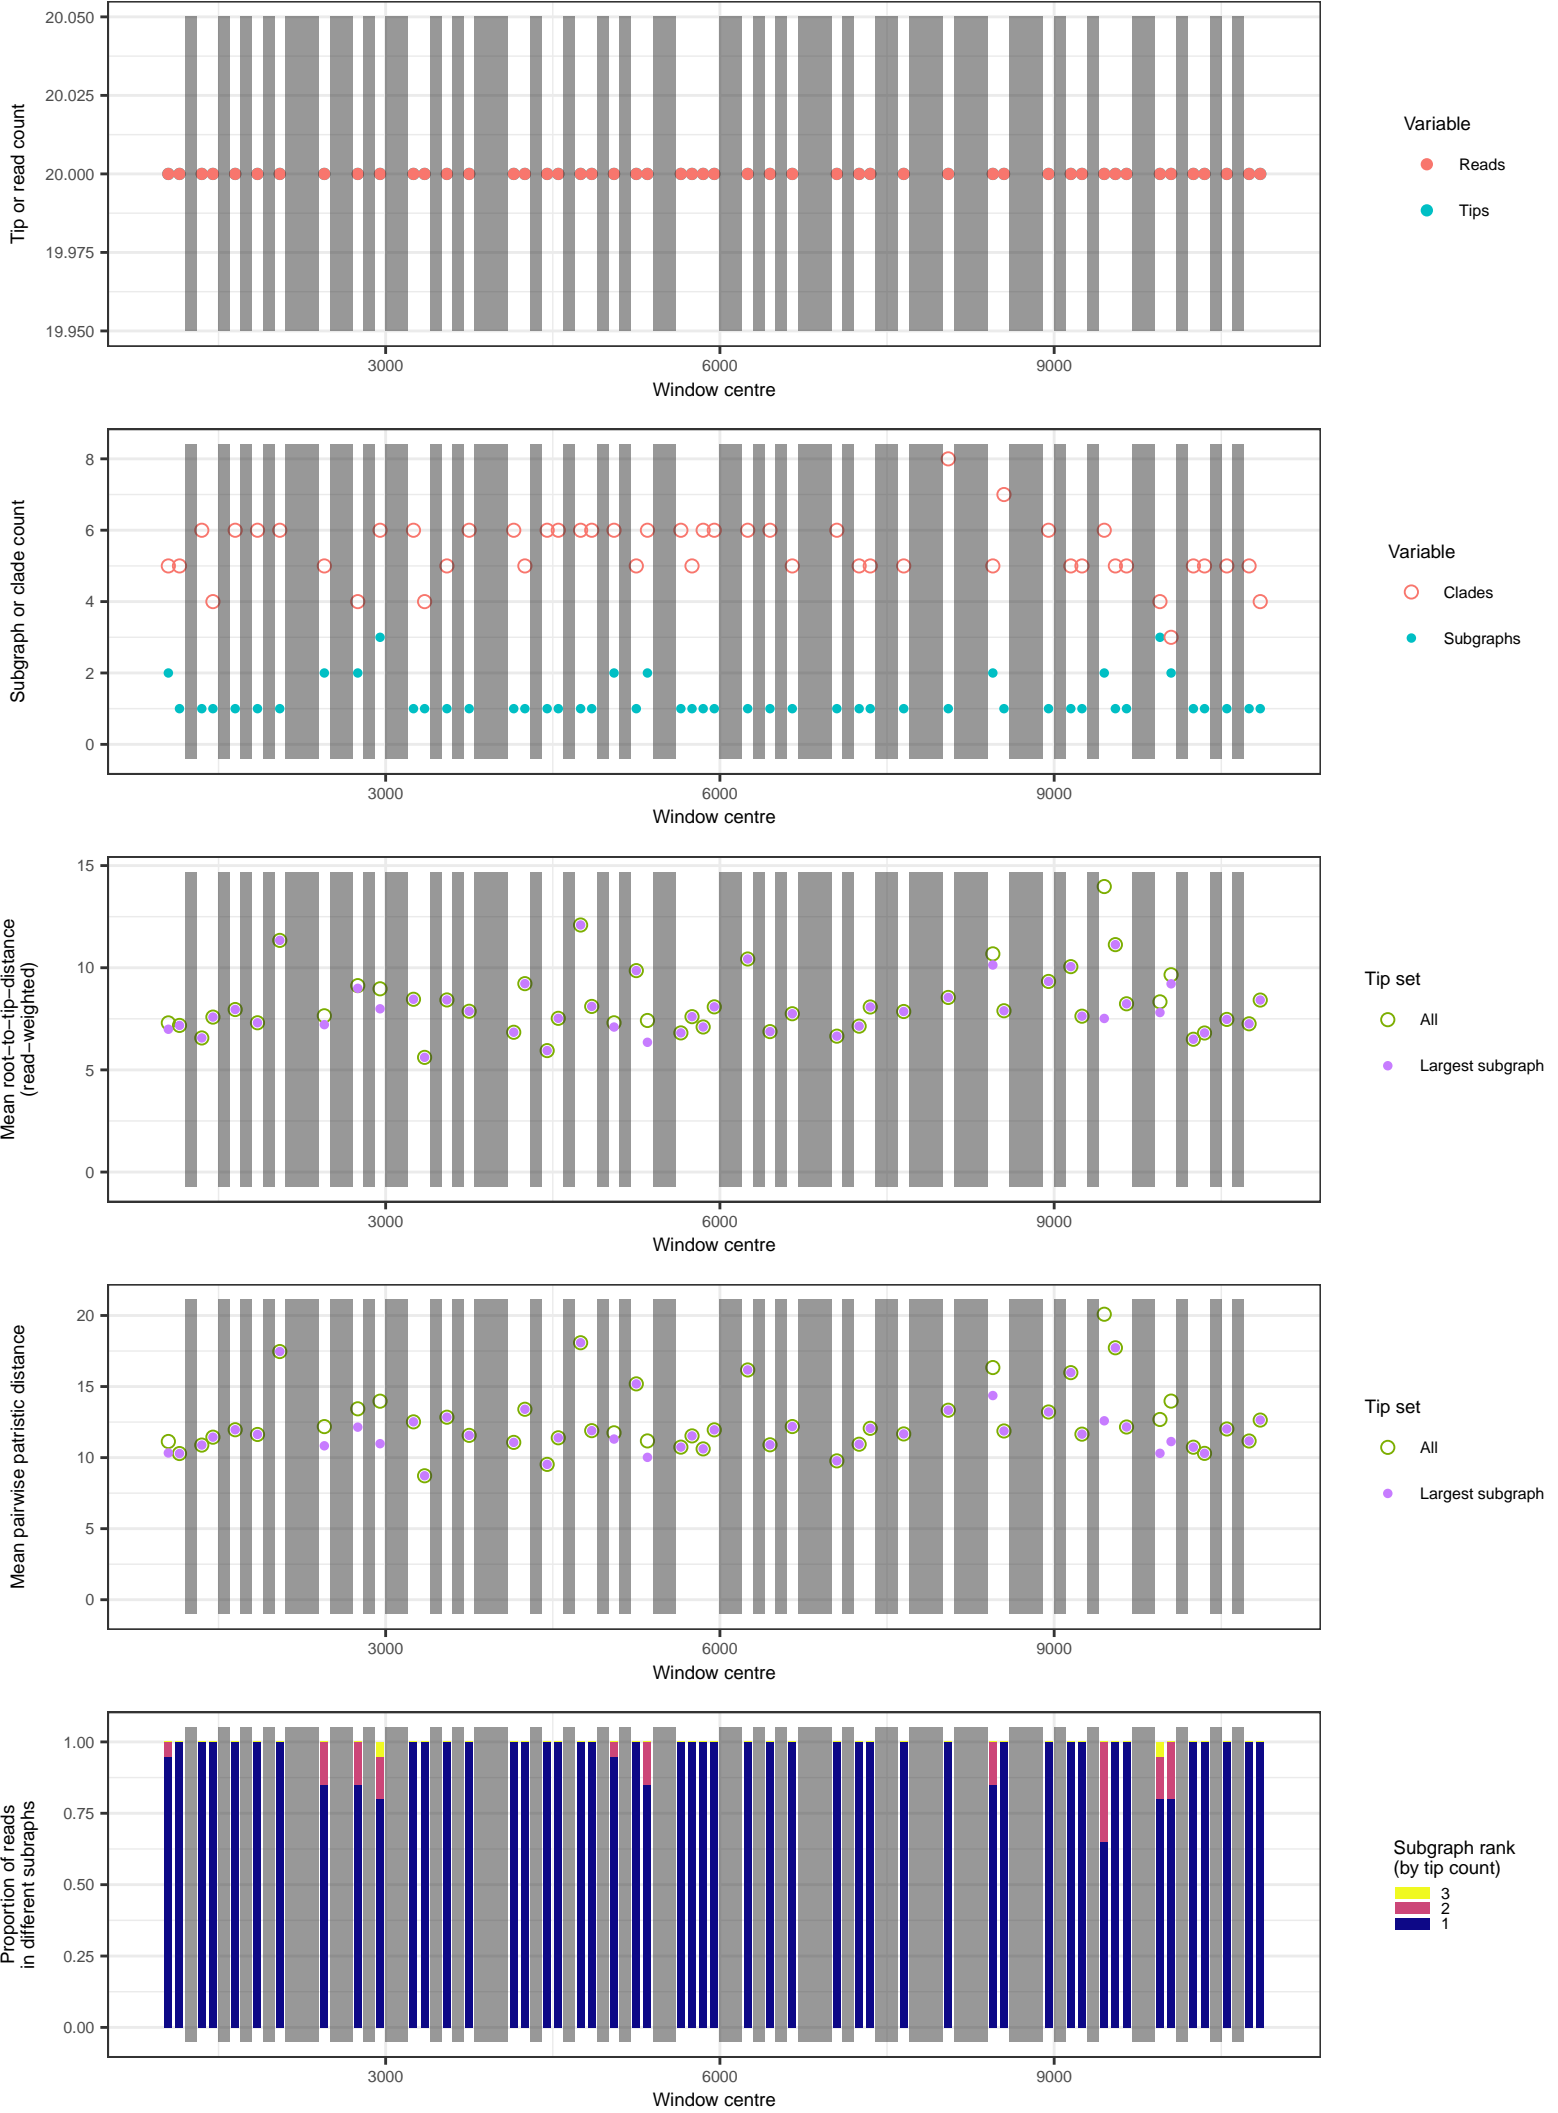 20.050
20.025
20.000
19.975
19.950
Tip or read count
3000 6000 9000
Window centre
Variable
Reads
Tips
8
6
4
2
0
Subgraph or clade count
3000 6000 9000
Window centre
Variable
Clades
Subgraphs
15
10
5
0
Mean root−to−tip−distance
(read−weighted)
3000 6000 9000
Window centre
Tip set
All
Largest subgraph
20
15
10
5
0
Mean pairwise patristic distance
3000 6000 9000
Window centre
Tip set
All
Largest subgraph
1.00
0.75
0.50
0.25
0.00
Proportion of reads
in different subraphs
3000 6000 9000
Window centre
Subgraph rank
(by tip count)
3
2
1